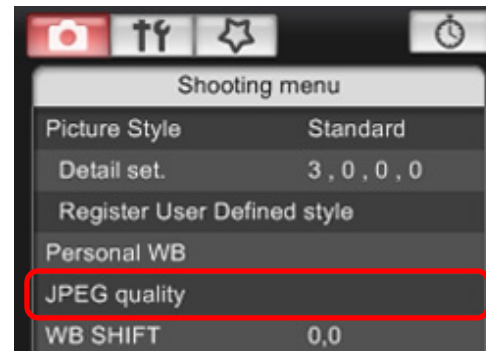 Shooting menu
Picture Style Standard
Detail set. 3 , 0 , 0 , 0
Register User Defined style
Personal WB
JPEG quality
WB SHIFT 0,0